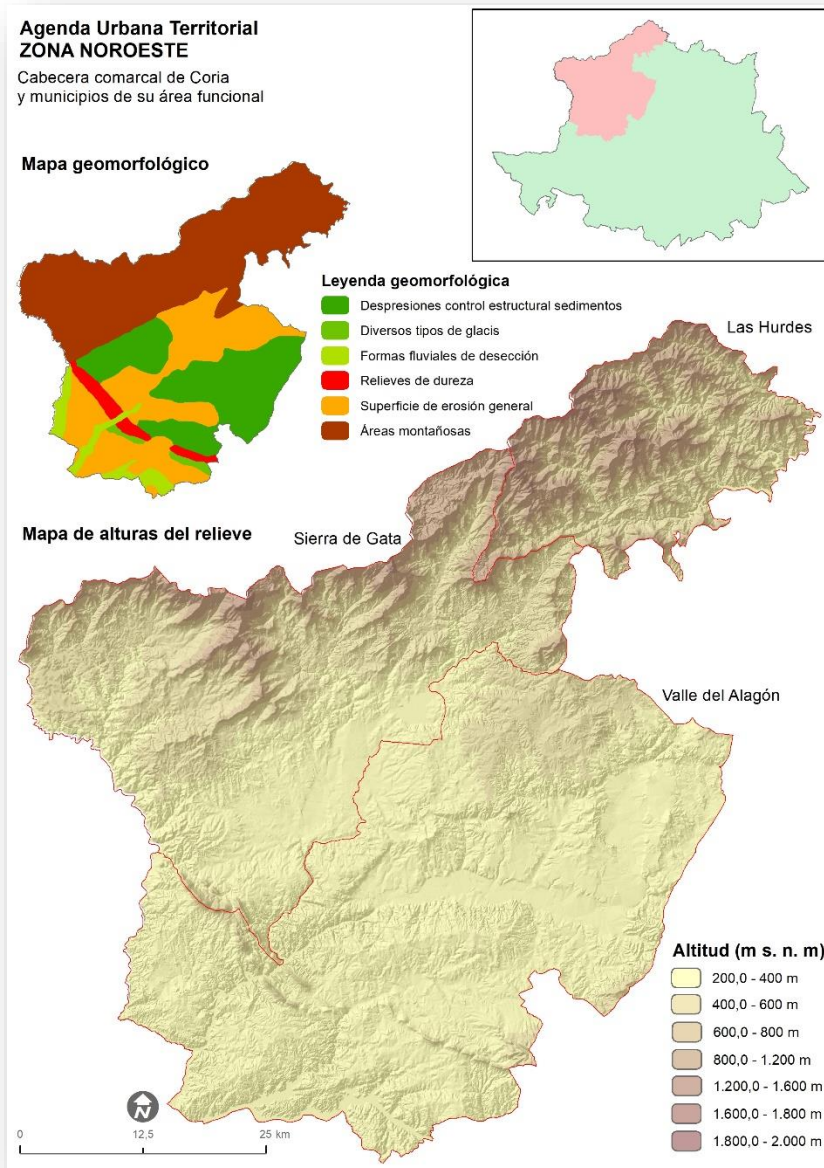 Agenda Urbana Territorial
ZONA NOROESTE
Cabecera comarcal de Coria
y municipios de su área funcional
Mapa geomorfológico
Leyenda geomorfológica
Despresiones control estructural sedimentos
Diversos tipos de glacis
Formas fluviales de desección
Relieves de dureza
Superficie de erosión general
Áreas montañosas
Las Hurdes
Mapa de alturas del relieve
Sierra de Gata
Valle del Alagón
Altitud (m s. n. m)
200,0 - 400 m
400,0 - 600 m
600,0 - 800 m
800,0 - 1.200 m
1.200,0 - 1.600 m
1.600,0 - 1.800 m
1.800,0 - 2.000 m
N
0 12,5 25 km